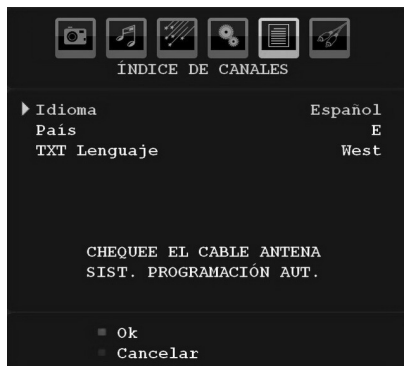 ÍNDICE DE CANALES
Idioma Español
País E
TXT Lenguaje West
CHEQUEE EL CABLE ANTENA
SIST. PROGRAMACIÓN AUT.
Ok
Cancelar